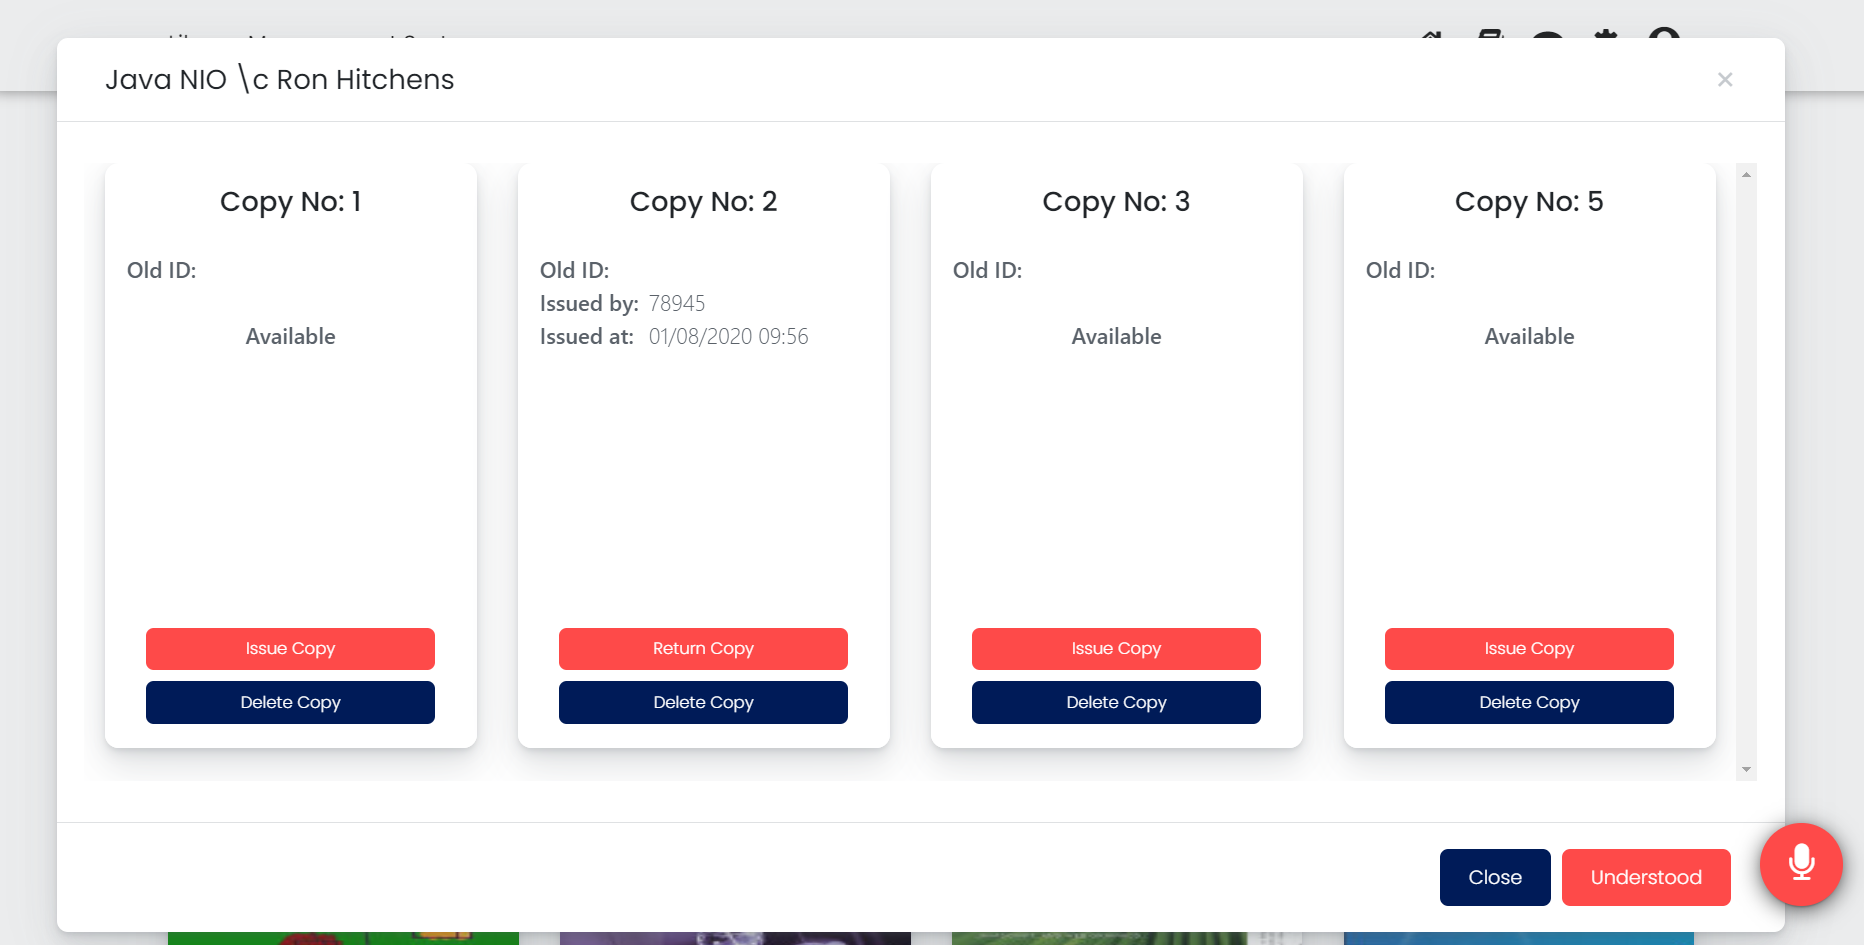 Java NIO \c Ron Hitchens
×
Copy No: 1
Old ID:
Available
Issue Copy
Delete Copy
Copy No: 2
Old ID:
Issued by: 78945
Issued at: 01/08/2020 09:56
Return Copy
Delete Copy
Copy No: 3
Old ID:
Available
Issue Copy
Delete Copy
Copy No: 5
Old ID:
Available
Issue Copy
Delete Copy
Close
Understood